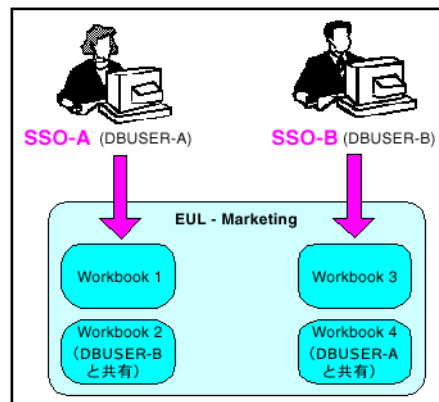 SSO-A (DBUSER-A)
SSO-B (DBUSER-B)
EUL - Marketing
Workbook 1
Workbook 3
Workbook 2
（DBUSER-B
と共有）
Workbook 4
（DBUSER-A
と共有）